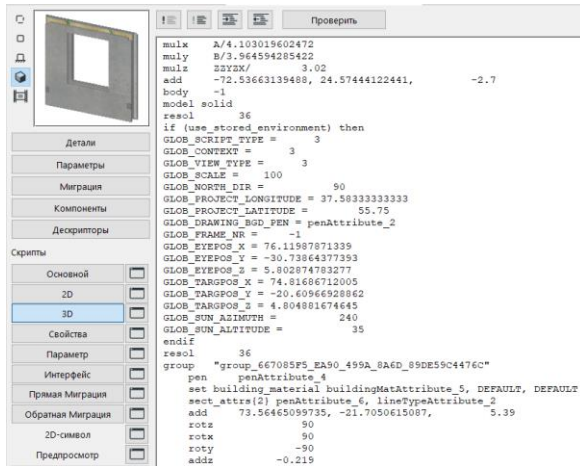 Проверить
Детали
Параметры
Миграция
Компоненты
Дескрипторы
Скрипты
Основной
2D
3D
Свойства
Параметр
Интерфейс
Прямая Миграция
Обратная Миграция
2D-символ
Предпросмотр
mulx A/4.103019602472
muly B/3.964594285422
mulz ZZYZX/ 3.02
add -72.53663139488, 24.57444122441, -2.7
body -1
model solid
resol 36
if (use_stored_environment) then
GLOB_SCRIPT_TYPE = 3
GLOB_CONTEXT = 3
GLOB_VIEW_TYPE = 3
GLOB_SCALE = 100
GLOB_NORTH_DIR = 90
GLOB_PROJECT_LONGITUDE = 37.58333333333
GLOB_PROJECT_LATITUDE = 55.75
GLOB_DRAWING_BGD_PEN = penAttribute_2
GLOB_FRAME_NR = -1
GLOB_EYEPOS_X = 76.11987871339
GLOB_EYEPOS_Y = -30.73864377393
GLOB_EYEPOS_Z = 5.802874783277
GLOB_TARGPOS_X = 74.81686712005
GLOB_TARGPOS_Y = -20.60966928862
GLOB_TARGPOS_Z = 4.804881674645
GLOB_SUN_AZIMUTH = 240
GLOB_SUN_ALTITUDE = 35
endif
resol 36
group "group_667085F5_EA90_499A_8A6D_89DE59C4476C"
pen penAttribute_4
set building_material buildingMatAttribute_5, DEFAULT, DEFAULT
sect_attrs{2} penAttribute_6, lineTypeAttribute_2
add 73.56465099735, -21.7050615087, 5.39
rotz 90
rotx 90
roty -90
addz -0.219